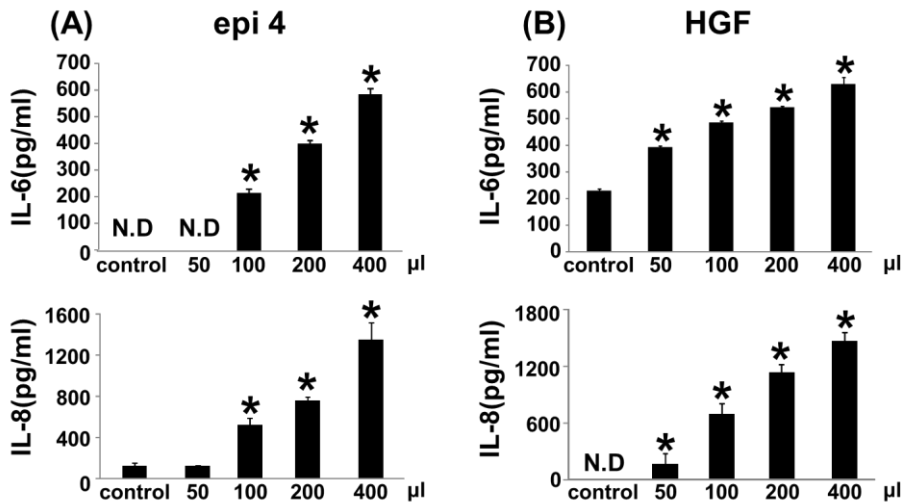 (A) epi 4
IL-6(pg/ml)
700
600
500
400
300
200
100
0
N.D N.D * * *
control 50 100 200 400 µl
IL-8(pg/ml)
1600
1200
800
400
0
* * *
control 50 100 200 400 µl
(B) HGF
IL-6(pg/ml)
700
600
500
400
300
200
100
0
* * * *
control 50 100 200 400 µl
IL-8(pg/ml)
1800
1200
600
0
N.D * * * *
control 50 100 200 400 µl